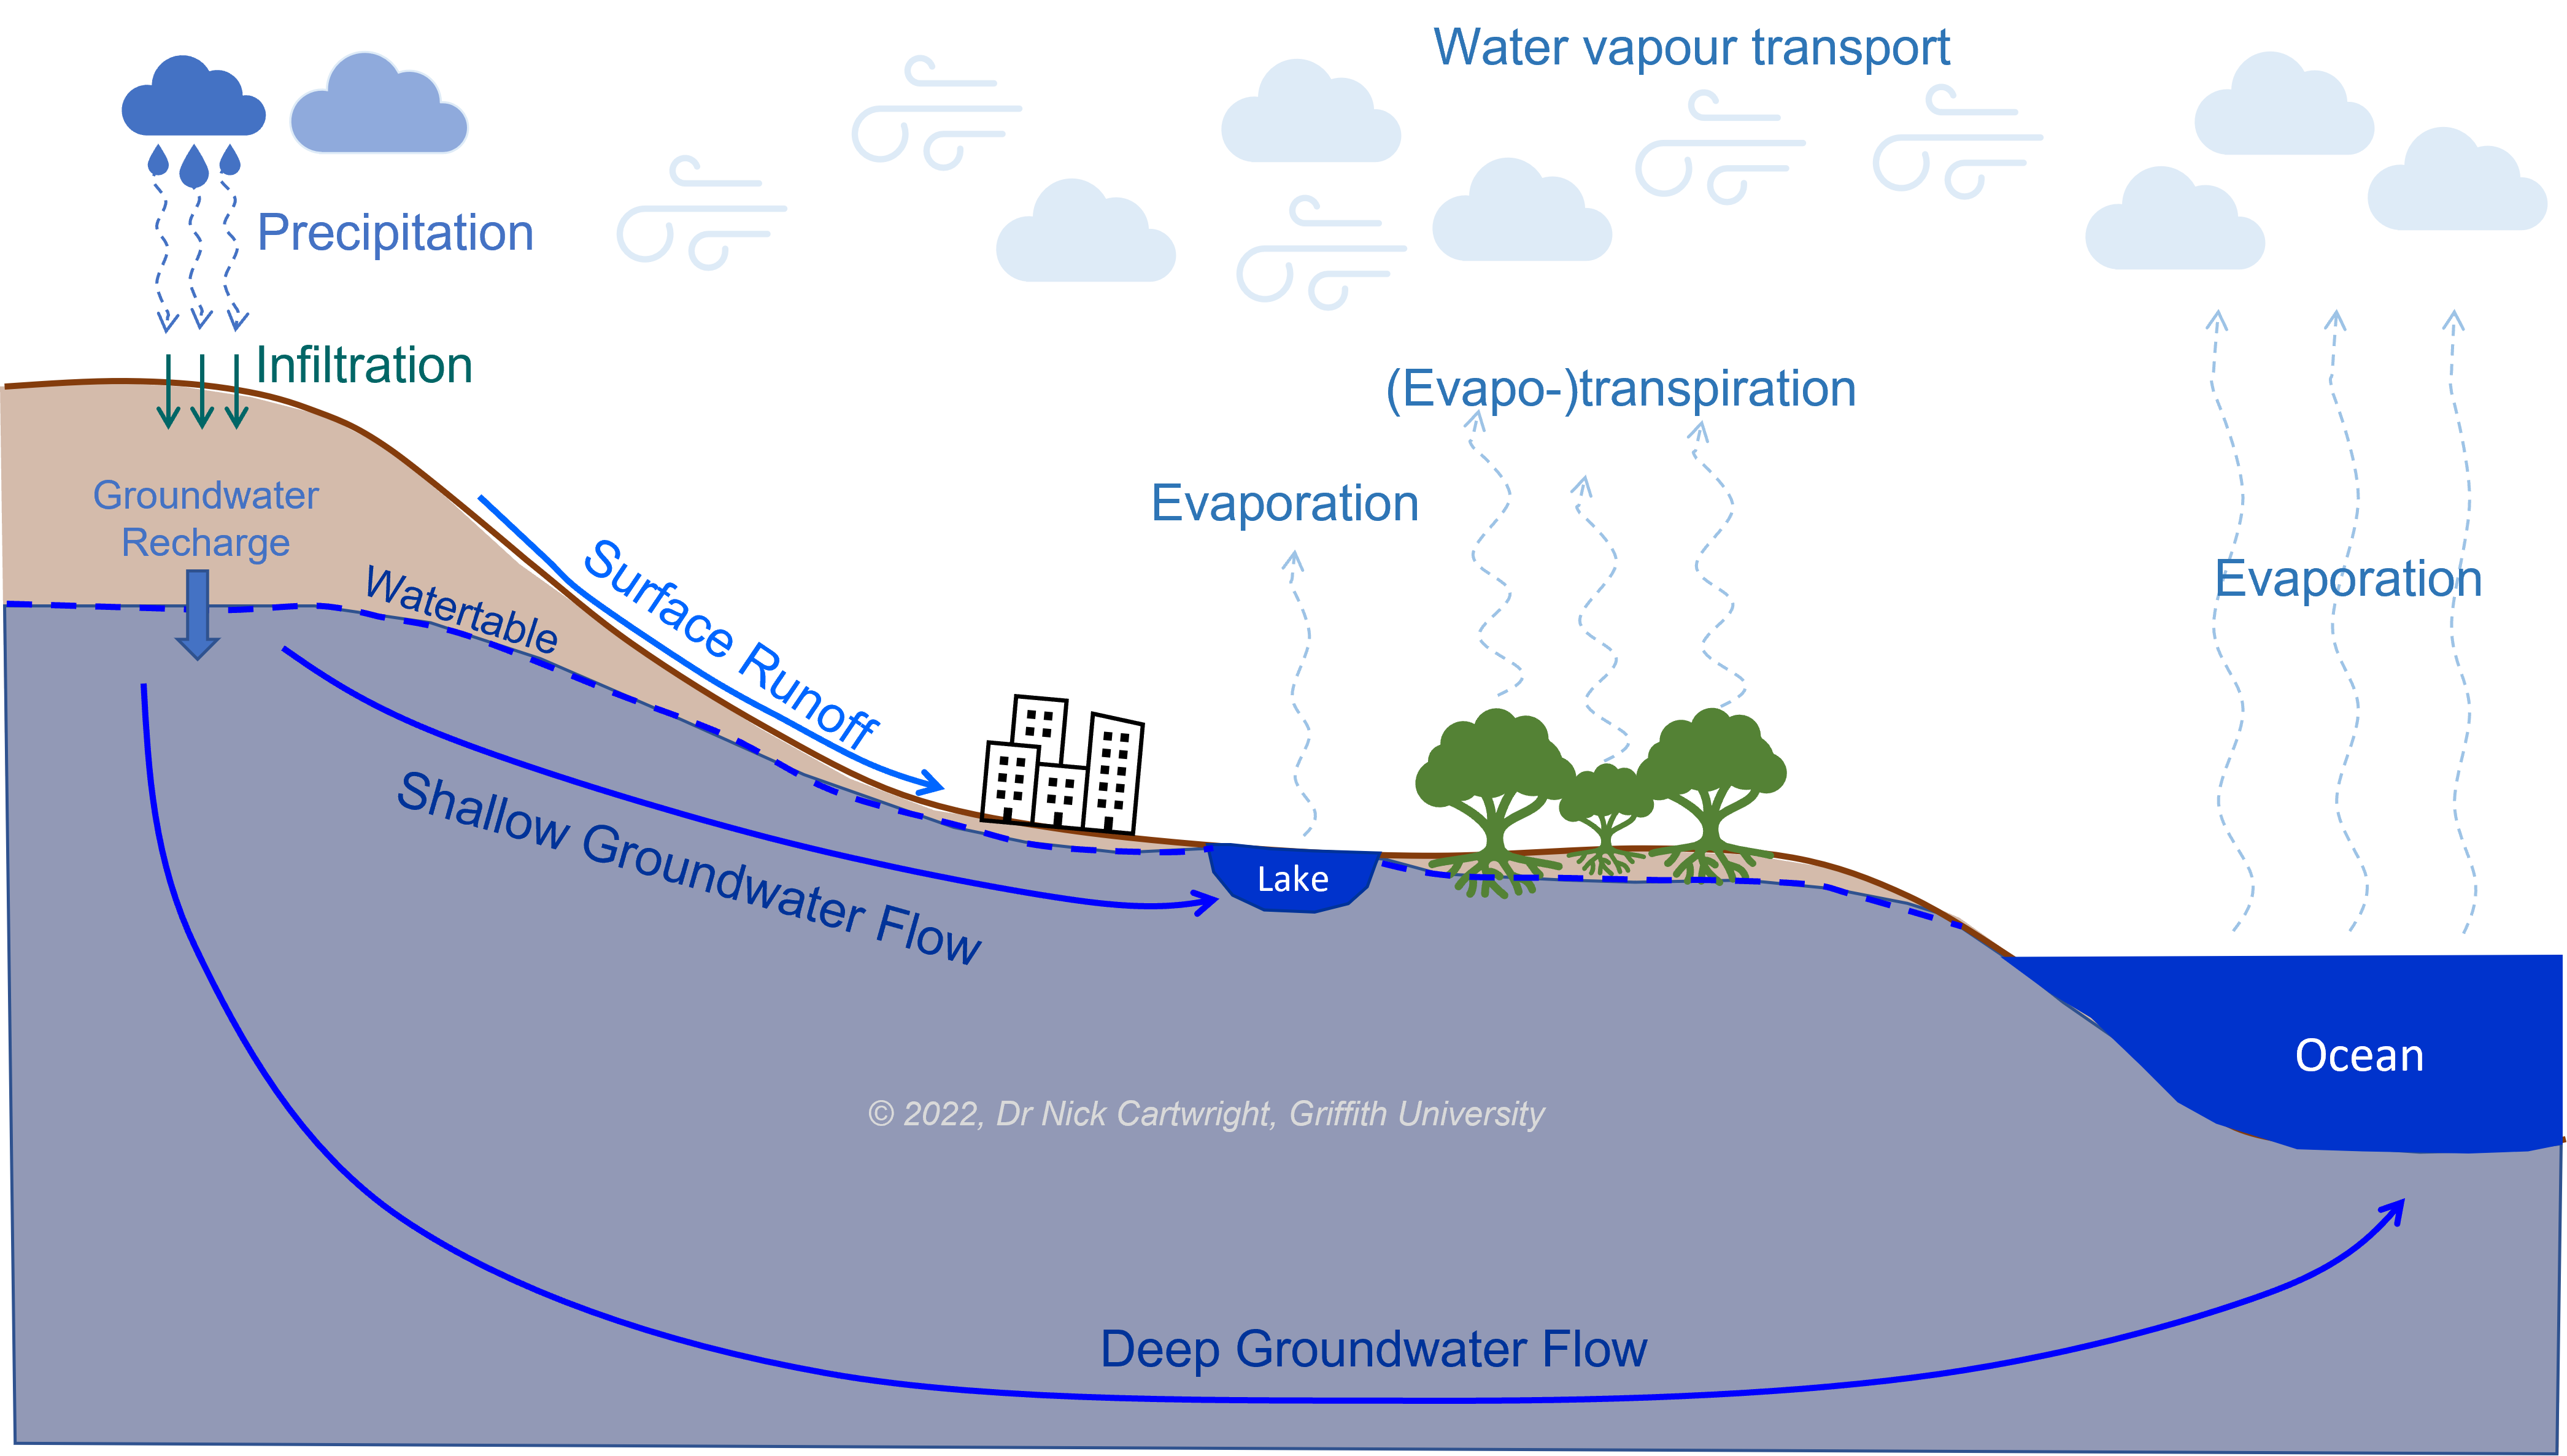 Water vapour transport
Precipitation
Infiltration
(Evapo-)transpiration
Groundwater
Recharge
Evaporation
Evaporation
Watertable
Surface Runoff
Shallow Groundwater Flow
Lake
Ocean
© 2022, Dr Nick Cartwright, Griffith University
Deep Groundwater Flow